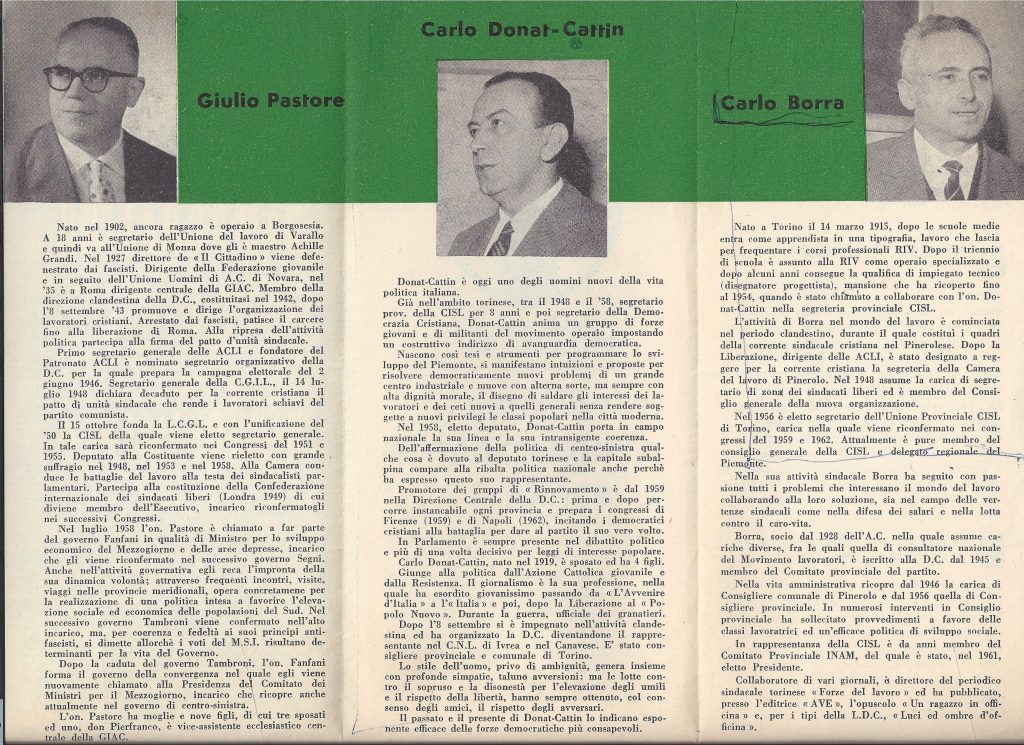 Giulio Pastore
Nato nel 1902, ancora ragazzo è operaio a Borgosesia.
A 18 anni è segretario dell'Unione del lavoro di Varallo
e quindi va all'Unione di Monza dove gli è maestro Achille
Grandi. Nel 1927 direttore de « Il Cittadino » viene defe-
nestrato dai fascisti. Dirigente della Federazione giovanile
e in seguito dell'Unione Uomini di A.C. di Novara, nel
'35 è a Roma dirigente centrale della GIAC. Membro della
direzione clandestina della D.C., costituitasi nel 1942, dopo
l'8 settembre '43 promuove e dirige l'organizzazione dei
lavoratori cristiani. Arrestato dai fascisti, patisce il carcere
fino alla liberazione di Roma. Alla ripresa dell'attività
politica partecipa alla firma del patto d'unità sindacale.
Primo segretario generale delle ACLI e fondatore del
Patronato ACLI è nominato segretario organizzativo della
D.C. per la quale prepara la campagna elettorale del 2
giugno 1946. Segretario generale della C.G.I.L., il 14 lu-
glio 1948 dichiara decaduto per la corrente cristiana il
patto di unità sindacale che rende i lavoratori schiavi del
partito comunista.
Il 15 ottobre fonda la L.C.G.L. e con l'unificazione del
'50 la CISL della quale viene eletto segretario generale.
In tale carica sarà riconfermato nei Congressi del 1951 e
1955. Deputato alla Costituente viene rieletto con grande
suffragio nel 1948, nel 1953 e nel 1958. Alla Camera con-
duce le battaglie del lavoro alla testa dei sindacalisti par-
lamentari. Partecipa alla costituzione della Confederazione
internazionale dei sindacati liberi (Londra 1949) di cui
diviene membro dell'Esecutivo, incarico riconfermatogli
nei successivi Congressi.
Nel luglio 1958 l'on. Pastore è chiamato a far parte
del governo Fanfani in qualità di Ministro per lo sviluppo
economico del Mezzogiorno e delle aree depresse, incarico
che gli viene riconfermato nel successivo governo Segni.
Anche nell'attività governativa egli reca l'impronta della
sua dinamica volontà; attraverso frequenti incontri, visite,
viaggi nelle provincie meridionali, opera concretamente per
la realizzazione di una politica intesa a favorire l'eleva-
zione sociale ed economica delle popolazioni del Sud. Nel
successivo governo Tambroni viene confermato nell'alto
incarico, ma, per coerenza e fedeltà ai suoi principi anti-
fascisti, si dimette allorchè i voti del M.S.I. risultano de-
terminanti per la vita del Governo.
Dopo la caduta del governo Tambroni, l'on. Fanfani
forma il governo della convergenza nel quale egli viene
nuovamente chiamato alla Presidenza del Comitato dei
Ministri per il Mezzogiorno, incarico che ricopre anche
attualmente nel governo di centro-sinistra.
L'on. Pastore ha moglie e nove figli, di cui tre sposati
ed uno, don Pierfranco, è vice-assistente ecclesiastico cen-
trale della GIAC.
Carlo Donat-Cattin
Donat-Cattin è oggi uno degli uomini nuovi della vita
politica italiana.
Già nell'ambito torinese, tra il 1948 e il '58, segretario
prov. della CISL per 8 anni e poi segretario della Demo-
crazia Cristiana, Donat-Cattin anima un gruppo di forze
giovani e di militanti del movimento operaio impostando
un costruttivo indirizzo di avanguardia democratica.
Nascono così tesi e strumenti per programmare lo svi-
luppo del Piemonte, si manifestano intuizioni e proposte per
risolvere democraticamente nuovi problemi di un grande
centro industriale e muove con alterna sorte, ma sempre con
alta dignità morale, il disegno di saldare gli interessi dei la-
voratori e dei ceti nuovi a quelli generali senza rendere sog-
gette a nuovi privilegi le classi popolari nella città moderna.
Nel 1958, eletto deputato, Donat-Cattin porta in campo
nazionale la sua linea e la sua intransigente coerenza.
Dell'affermazione della politica di centro-sinistra qual-
che cosa è dovuto al deputato torinese e la capitale subal-
pina compare alla ribalta politica nazionale anche perchè
ha espresso questo suo rappresentante.
Promotore dei gruppi di « Rinnovamento » è dal 1959
nella Direzione Centrale della D.C.: prima e dopo per-
corre instancabile ogni provincia e prepara i congressi di
Firenze (1959) e di Napoli (1962), incitando i democratici
cristiani alla battaglia per dare al partito il suo vero volto.
In Parlamento è sempre presente nel dibattito politico
e più di una volta decisivo per leggi di interesse popolare.
Carlo Donat-Cattin, nato nel 1919, è sposato ed ha 4 figli.
Giunge alla politica dall'Azione Cattolica giovanile e
dalla Resistenza. Il giornalismo è la sua professione, nella
quale ha esordito giovanissimo passando da « L'Avvenire
d'Italia » a l'« Italia » e poi, dopo la Liberazione al « Po-
polo Nuovo ». Durante la guerra, ufficiale dei granatieri.
Dopo l'8 settembre si è impegnato nell'attività clande-
stina ed ha organizzato la D.C. diventandone il rappre-
sentante nel C.N.L. di Ivrea e nel Canavese. E' stato con-
sigliere provinciale e comunale di Torino.
Lo stile dell'uomo, privo di ambiguità, genera insieme
con profonde simpatie, taluno avversioni: ma le lotte contro
il sopruso e la disonestà per l'elevazione degli umili
e il rispetto della libertà, hanno sempre ottenuto, col con-
senso degli amici, il rispetto degli avversari.
Il passato e il presente di Donat-Cattin lo indicano espo-
nente efficace delle forze democratiche più consapevoli.
Carlo Borra
Nato a Torino il 14 marzo 1915, dopo le scuole medie
entra come apprendista in una tipografia, lavoro che lascia
per frequentare i corsi professionali RIV. Dopo il triennio
di scuola è assunto alla RIV come operaio specializzato e
dopo alcuni anni consegue la qualifica di impiegato tecnico
(disegnatore progettista), mansione che ha ricoperto fino
al 1954, quando è stato chiamato a collaborare con l'on. Do-
nat-Cattin nella segreteria provinciale CISL.
L'attività di Borra nel mondo del lavoro è cominciata
nel periodo clandestino, durante il quale costituì i quadri
della corrente sindacale cristiana nel Pinerolese. Dopo la
Liberazione, dirigente delle ACLI, è stato designato a reg-
gere per la corrente cristiana la segreteria della Camera
del lavoro di Pinerolo. Nel 1948 assume la carica di segre-
tario di zona dei sindacati liberi ed è membro del Consi-
glio generale della nuova organizzazione.
Nel 1956 è eletto segretario dell'Unione Provinciale CISL
di Torino, carica nella quale viene riconfermato nei con-
gressi del 1959 e 1962. Attualmente è pure membro del
consiglio generale della CISL e delegato regionale del
Piemonte.
Nella sua attività sindacale Borra ha seguito con pas-
sione tutti i problemi che interessano il mondo del lavoro
collaborando alla loro soluzione, sia nel campo delle ver-
tenze sindacali come nella difesa dei salari e nella lotta
contro il caro-vita.
Borra, socio dal 1928 dell'A.C. nella quale assume ca-
riche diverse, fra le quali quella di consultatore nazionale
del Movimento lavoratori, è iscritto alla D.C. dal 1945 e
membro del Comitato provinciale del partito.
Nella vita amministrativa ricopre dal 1946 la carica di
Consigliere comunale di Pinerolo e dal 1956 quella di Con-
sigliere provinciale. In numerosi interventi in Consiglio
provinciale ha sollecitato provvedimenti a favore delle
classi lavoratrici ed un'efficace politica di sviluppo sociale.
In rappresentanza della CISL è da anni membro del
Comitato Provinciale INAM, del quale è stato, nel 1961,
eletto Presidente.
Collaboratore di vari giornali, è direttore del periodico
sindacale torinese « Forze del lavoro » ed ha pubblicato,
presso l'editrice « AVE », l'opuscolo « Un ragazzo in offi-
cina » e, per i tipi della L.D.C., « Luci ed ombre d'of-
ficina ».